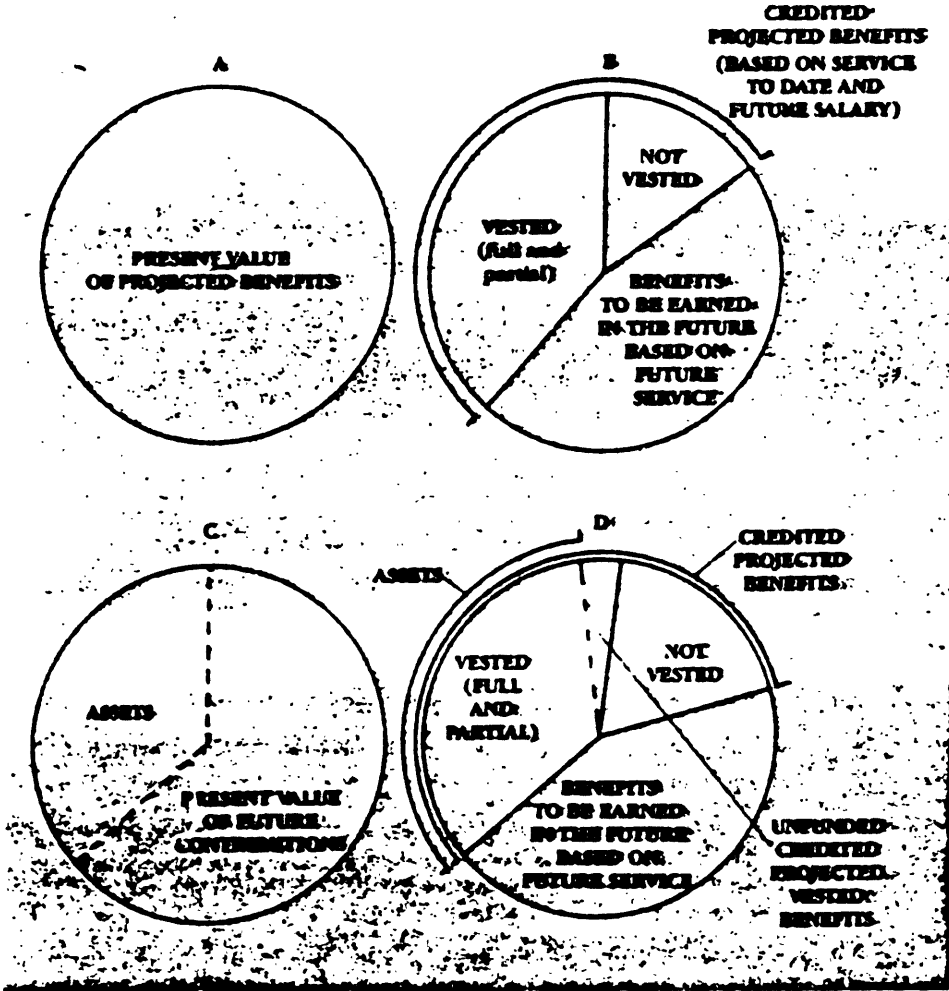 A
PRESENT VALUE
OF PROJECTED BENEFITS
B
CREDITED
PROJECTED BENEFITS
(BASED ON SERVICE
TO DATE AND
FUTURE SALARY)
NOT
VESTED
VESTED
(full and
partial)
BENEFITS
TO BE EARNED
IN THE FUTURE
BASED ON
FUTURE
SERVICE
C
ASSETS
PRESENT VALUE
OF FUTURE
CONTRIBUTIONS
D
ASSETS
CREDITED
PROJECTED
BENEFITS
VESTED
(FULL
AND
PARTIAL)
NOT
VESTED
BENEFITS
TO BE EARNED
IN THE FUTURE
BASED ON
FUTURE SERVICE
UNFUNDED
CREDITED
PROJECTED
VESTED
BENEFITS